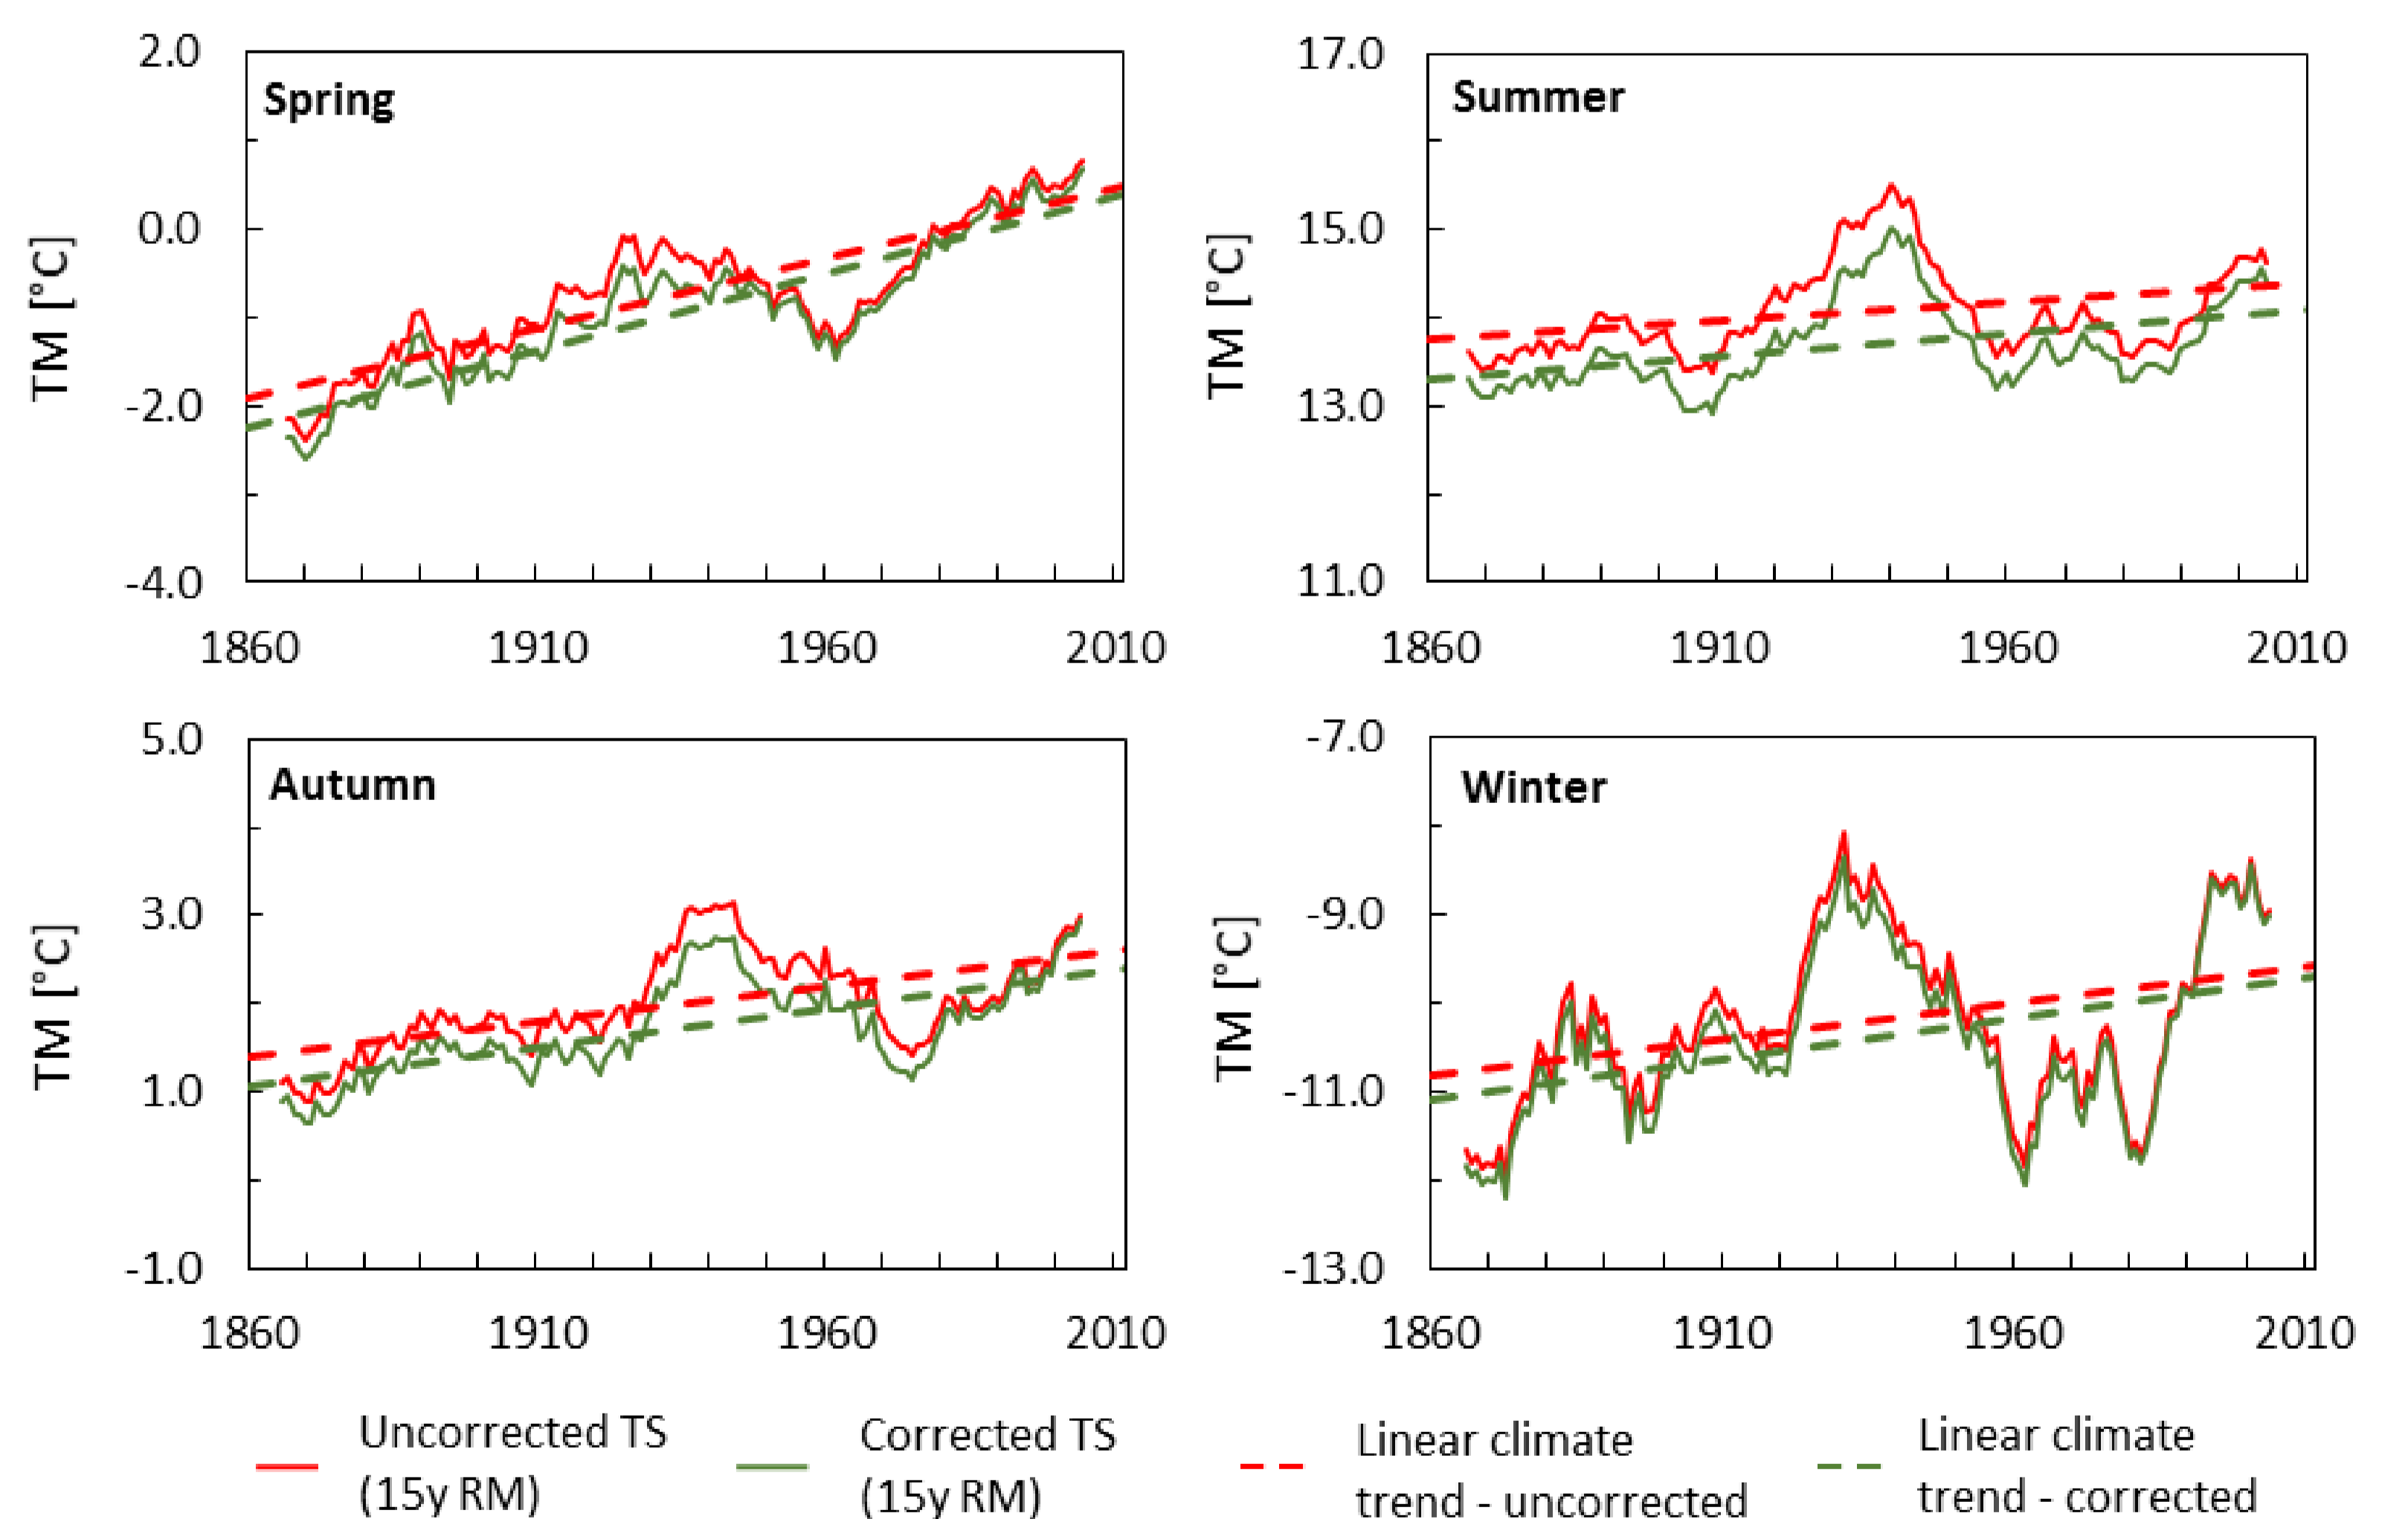 2.0
Spring
0.0
-2.0
-4.0
TM [°C]
1860 1910 1960 2010
17.0
Summer
15.0
13.0
11.0
TM [°C]
1860 1910 1960 2010
5.0
Autumn
3.0
1.0
-1.0
TM [°C]
1860 1910 1960 2010
-7.0
Winter
-9.0
-11.0
-13.0
TM [°C]
1860 1910 1960 2010
Uncorrected TS
(15y RM)
Corrected TS
(15y RM)
Linear climate
trend - uncorrected
Linear climate
trend - corrected